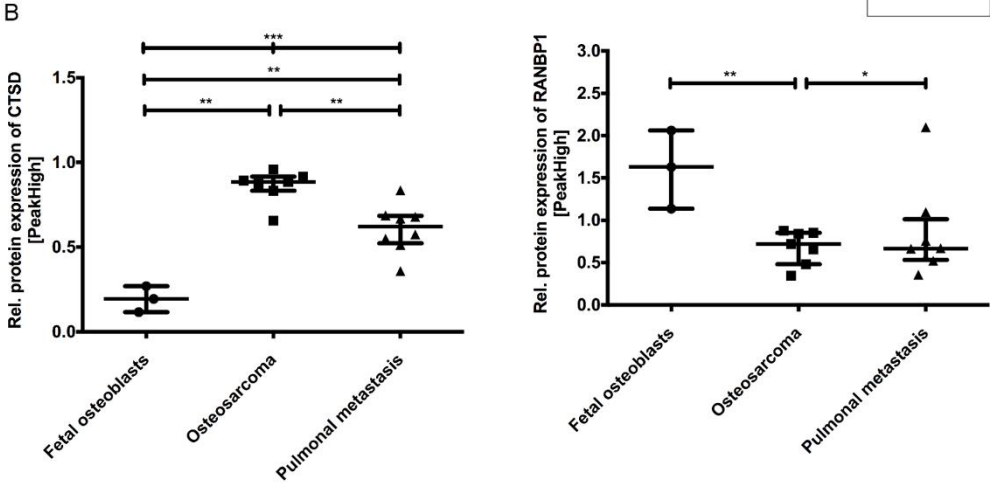 B
Rel. protein expression of CTSD
[PeakHigh]
1.5
1.0
0.5
0.0
***
**
**
**
Fetal osteoblasts
Osteosarcoma
Pulmonal metastasis
Rel. protein expression of RANBP1
[PeakHigh]
3.0
2.5
2.0
1.5
1.0
0.5
0.0
**
*
Fetal osteoblasts
Osteosarcoma
Pulmonal metastasis